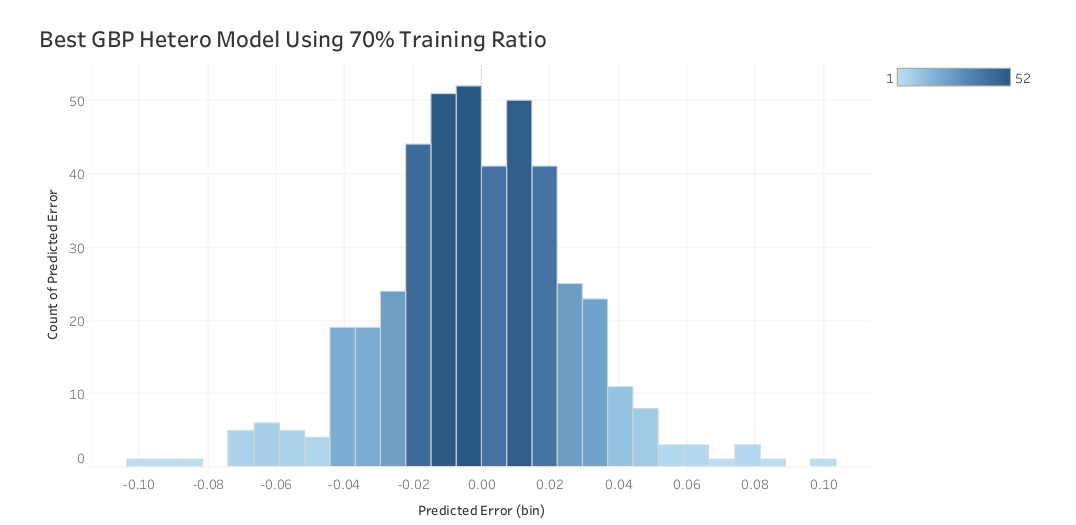 Best GBP Hetero Model Using 70% Training Ratio
1 52
Count of Predicted Error
50
40
30
20
10
0
-0.10 -0.08 -0.06 -0.04 -0.02 0.00 0.02 0.04 0.06 0.08 0.10
Predicted Error (bin)